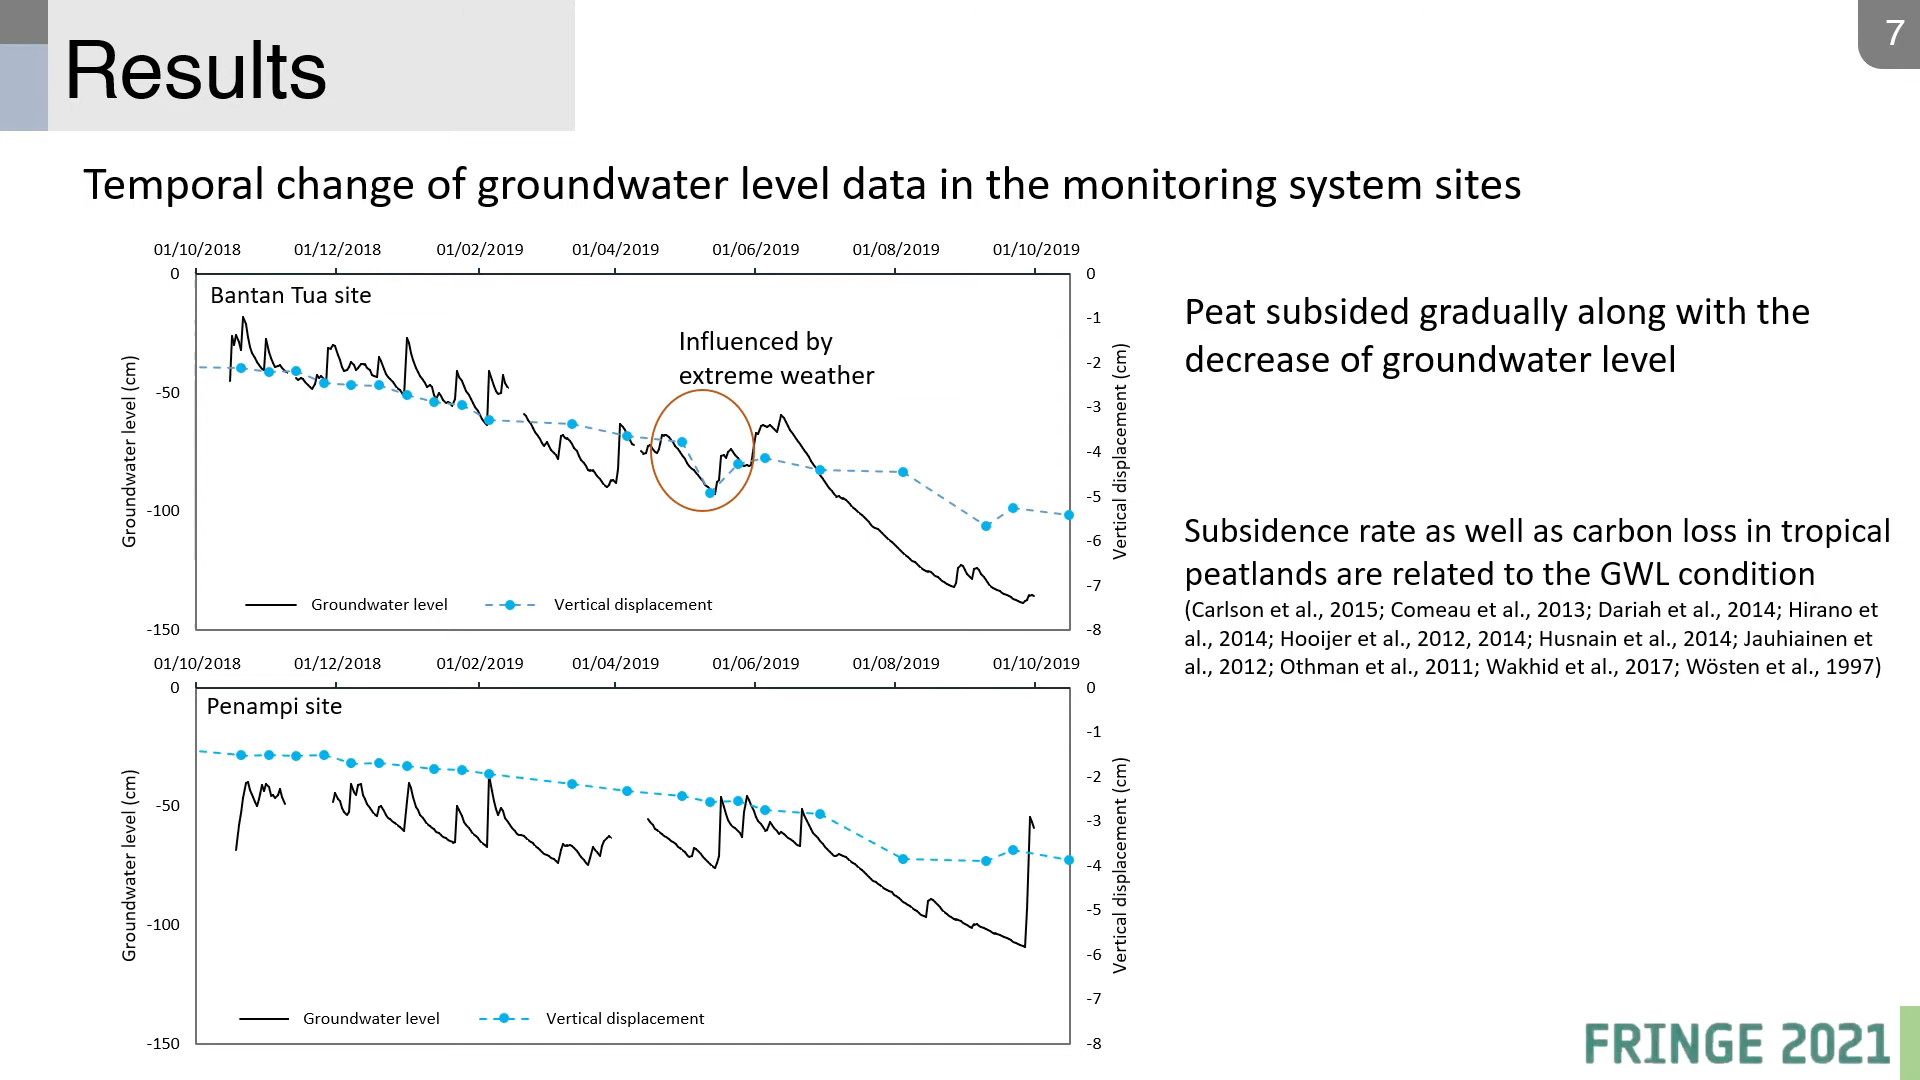 7
Results
Temporal change of groundwater level data in the monitoring system sites
01/10/2018 01/12/2018 01/02/2019 01/04/2019 01/06/2019 01/08/2019 01/10/2019
0
-50
-100
-150
Groundwater level (cm)
Bantan Tua site
Influenced by
extreme weather
Groundwater level
Vertical displacement
0
-1
-2
-3
-4
-5
-6
-7
-8
Vertical displacement (cm)
01/10/2018 01/12/2018 01/02/2019 01/04/2019 01/06/2019 01/08/2019 01/10/2019
0
-50
-100
-150
Groundwater level (cm)
Penampi site
Groundwater level
Vertical displacement
0
-1
-2
-3
-4
-5
-6
-7
-8
Vertical displacement (cm)
Peat subsided gradually along with the
decrease of groundwater level
Subsidence rate as well as carbon loss in tropical
peatlands are related to the GWL condition
(Carlson et al., 2015; Comeau et al., 2013; Dariah et al., 2014; Hirano et
al., 2014; Hooijer et al., 2012, 2014; Husnain et al., 2014; Jauhiainen et
al., 2012; Othman et al., 2011; Wakhid et al., 2017; Wösten et al., 1997)
FRINGE 2021